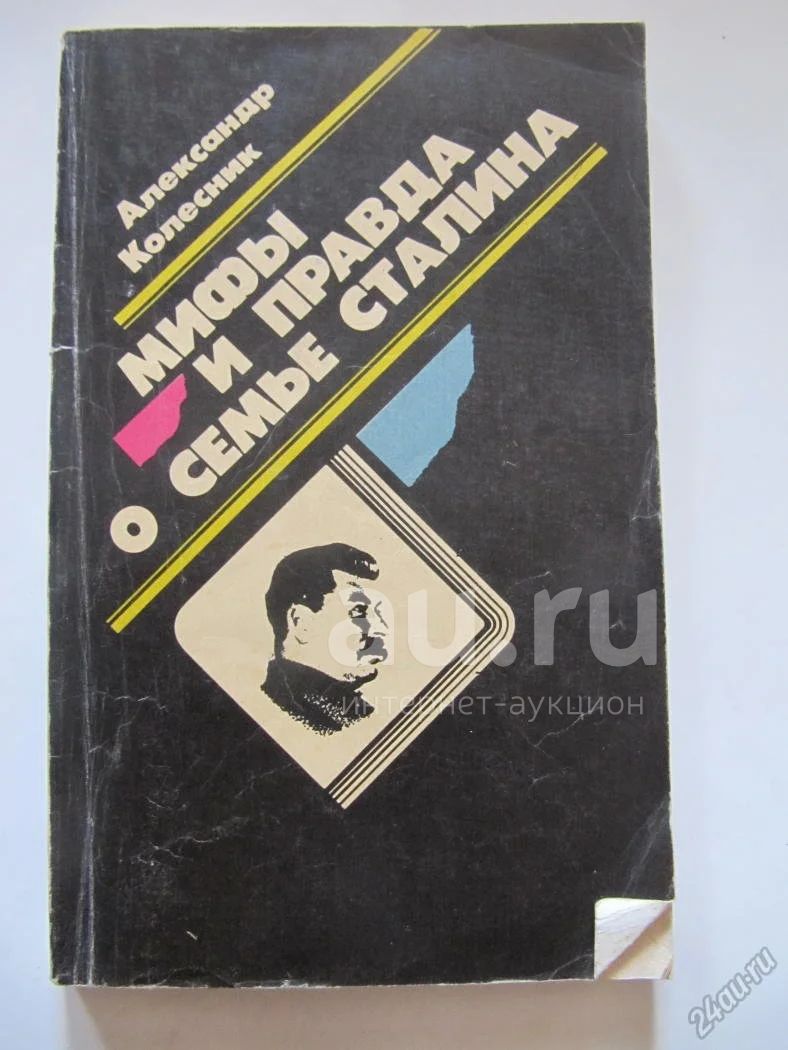 Александр
Колесник
МИФЫ
И ПРАВДА
О СЕМЬЕ СТАЛИНА
au.ru
интернет-аукцион
24au.ru